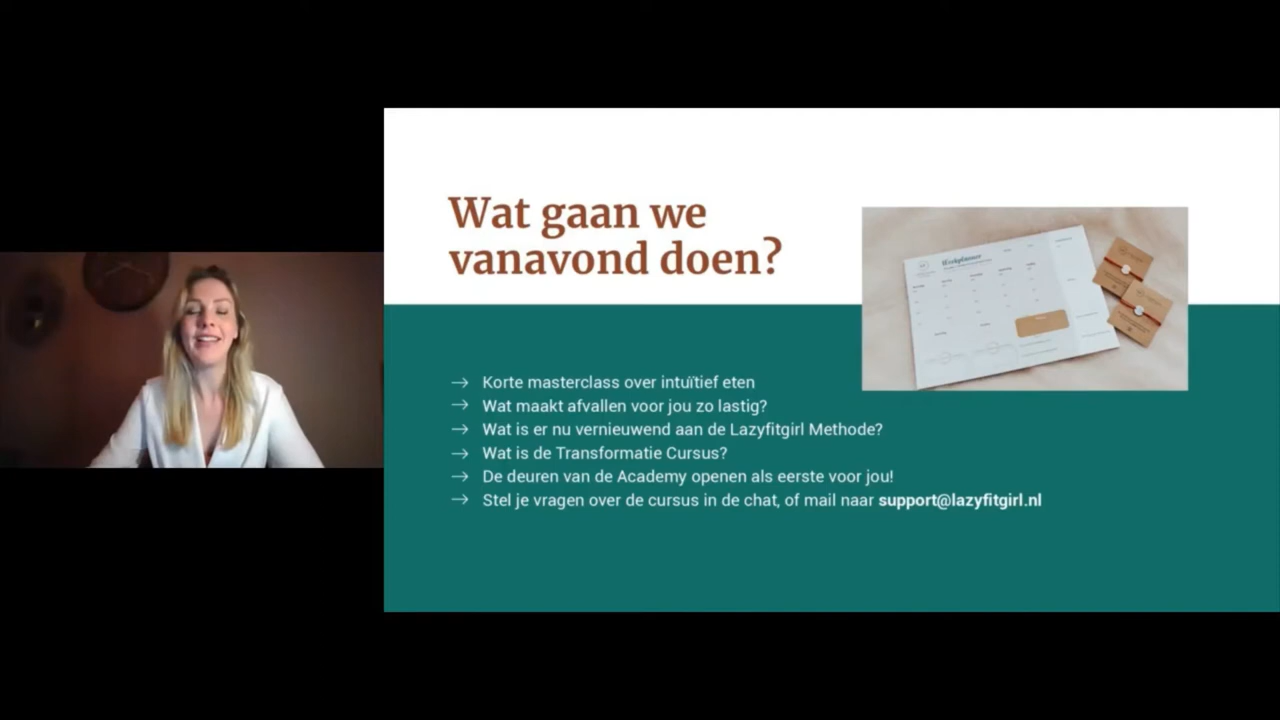 Wat gaan we
vanavond doen?
Weekplanner
→ Korte masterclass over intuïtief eten
→ Wat maakt afvallen voor jou zo lastig?
→ Wat is er nu vernieuwend aan de Lazyfitgirl Methode?
→ Wat is de Transformatie Cursus?
→ De deuren van de Academy openen als eerste voor jou!
→ Stel je vragen over de cursus in de chat, of mail naar support@lazyfitgirl.nl